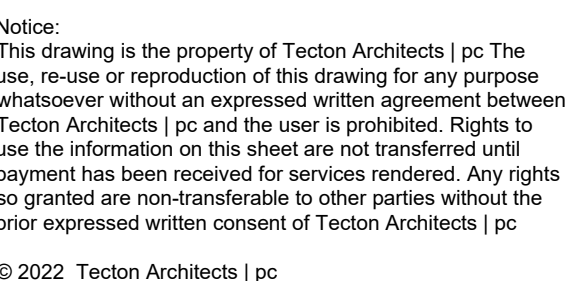 Notice:
This drawing is the property of Tecton Architects | pc The
use, re-use or reproduction of this drawing for any purpose
whatsoever without an expressed written agreement between
Tecton Architects | pc and the user is prohibited. Rights to
use the information on this sheet are not transferred until
payment has been received for services rendered. Any rights
so granted are non-transferable to other parties without the
prior expressed written consent of Tecton Architects | pc
© 2022 Tecton Architects | pc